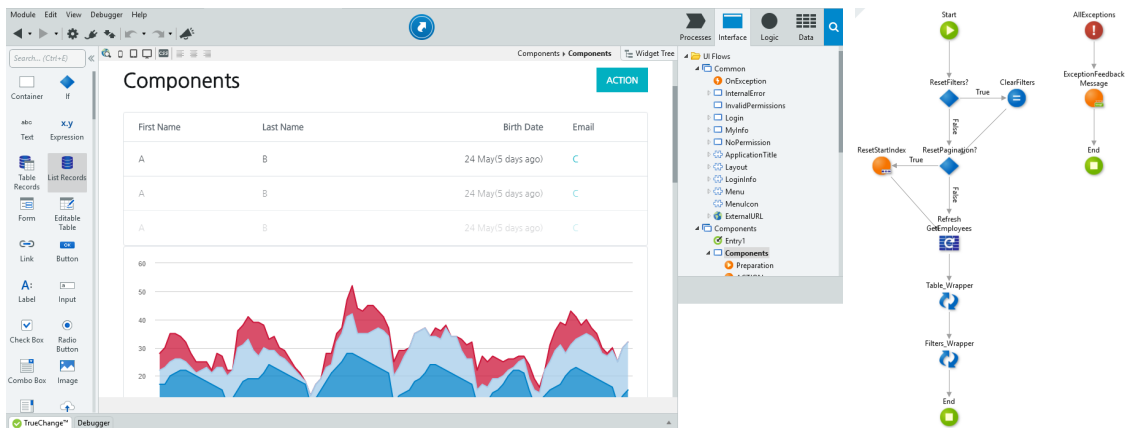 Module Edit View Debugger Help
Processes Interface Logic Data
Search... (Ctrl+E)
Components Components Widget Tree
Container If
abc x.y
Text Expression
Table Records List Records
Form Editable Table
OK
Link Button
A:
Label Input
Check Box Radio Button
Combo Box Image
Components
ACTION
First Name Last Name Birth Date Email
A B 24 May(5 days ago) C
A B 24 May(5 days ago) C
A B 24 May(5 days ago) C
60
50
40
30
20
UI Flows
Common
OnException
InternalError
InvalidPermissions
Login
MyInfo
NoPermission
ApplicationTitle
Layout
LoginInfo
Menu
MenuIcon
ExternalURL
Components
Entry1
Components
Preparation
ACTION
TrueChange™ Debugger
Start
ResetFilters?
True
ClearFilters
False
ResetStartIndex
True
ResetPagination?
False
Refresh
GetEmployees
Table_Wrapper
Filters_Wrapper
End
AllExceptions
ExceptionFeedback
Message
End